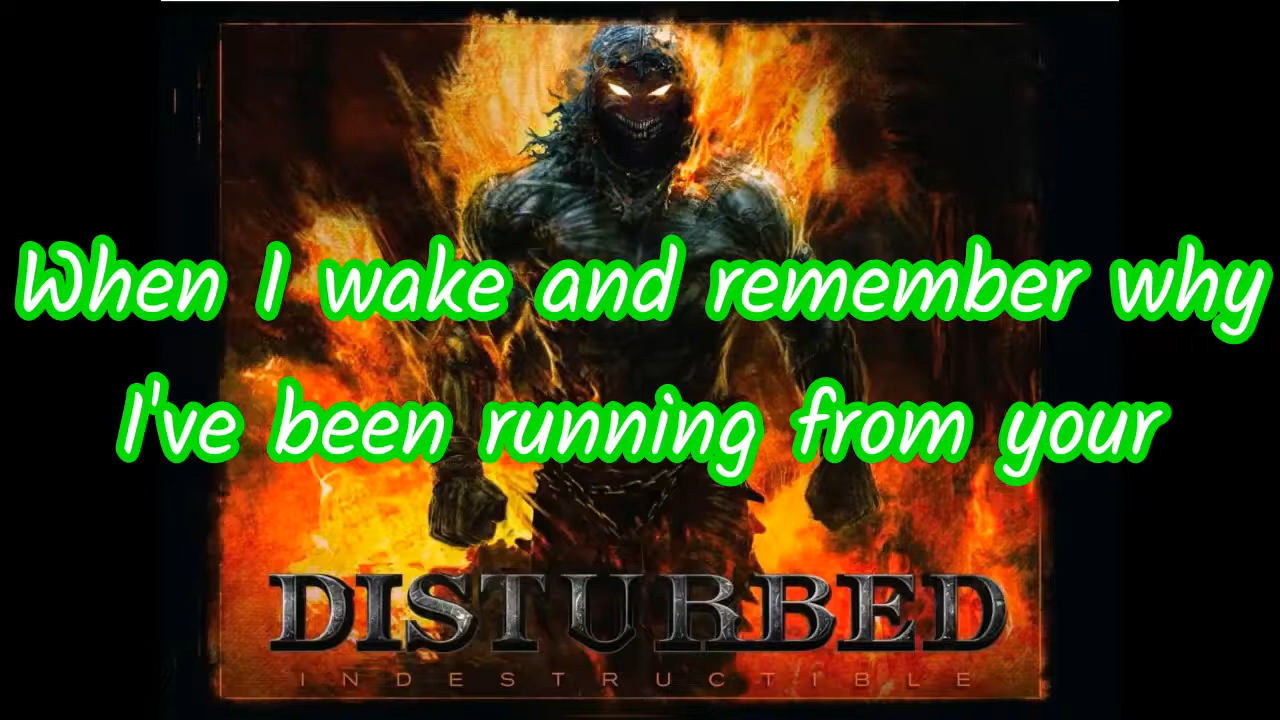 When I wake and remember why
I've been running from your
DISTURBED
INDESTRUCTIBLE